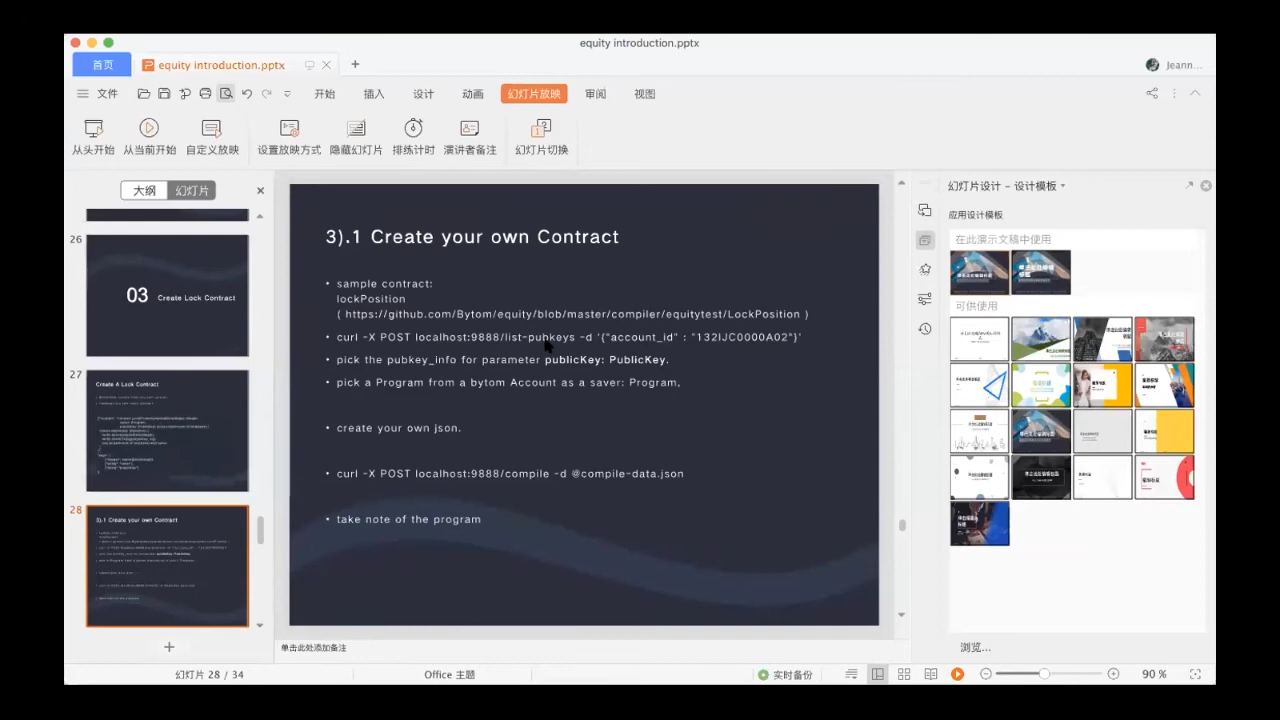 equity introduction.pptx
首页
equity introduction.pptx
Jeann...
文件
开始
插入
设计
动画
幻灯片放映
审阅
视图
从头开始
从当前开始
自定义放映
设置放映方式
隐藏幻灯片
排练计时
演讲者备注
幻灯片切换
大纲
幻灯片
26
03 Create Lock Contract
27
Create A Lock Contract
28
3).1 Create your own Contract
3).1 Create your own Contract
• sample contract:
lockPosition
( https://github.com/Bytom/equity/blob/master/compiler/equitytest/LockPosition )
• curl -X POST localhost:9888/list-pubkeys -d '{"account_id" : "132IJC0000A02"}'
• pick the pubkey_info for parameter publicKey: PublicKey.
• pick a Program from a bytom Account as a saver: Program,
• create your own json.
• curl -X POST localhost:9888/compile -d @compile-data.json
• take note of the program
单击此处添加备注
幻灯片设计 - 设计模板
应用设计模板
在此演示文稿中使用
可供使用
浏览...
幻灯片 28 / 34
Office 主题
实时备份
90 %